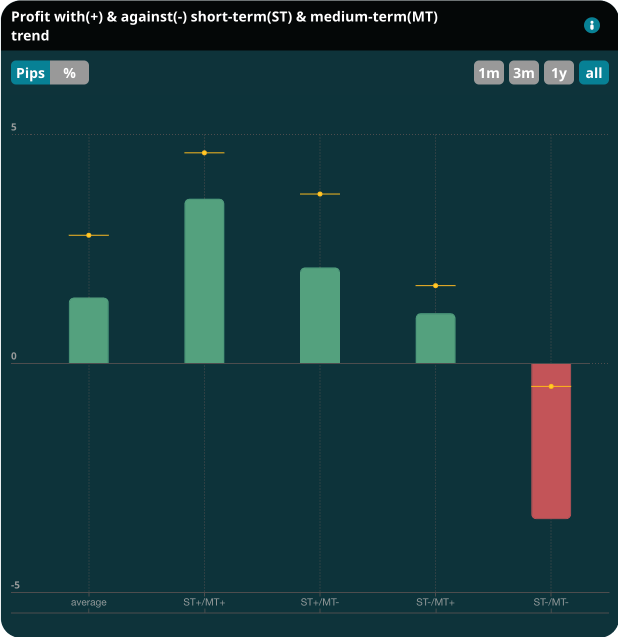 Profit with(+) & against(-) short-term(ST) & medium-term(MT)
trend
Pips % 1m 3m 1y all
5
0
-5
average ST+/MT+ ST+/MT- ST-/MT+ ST-/MT-